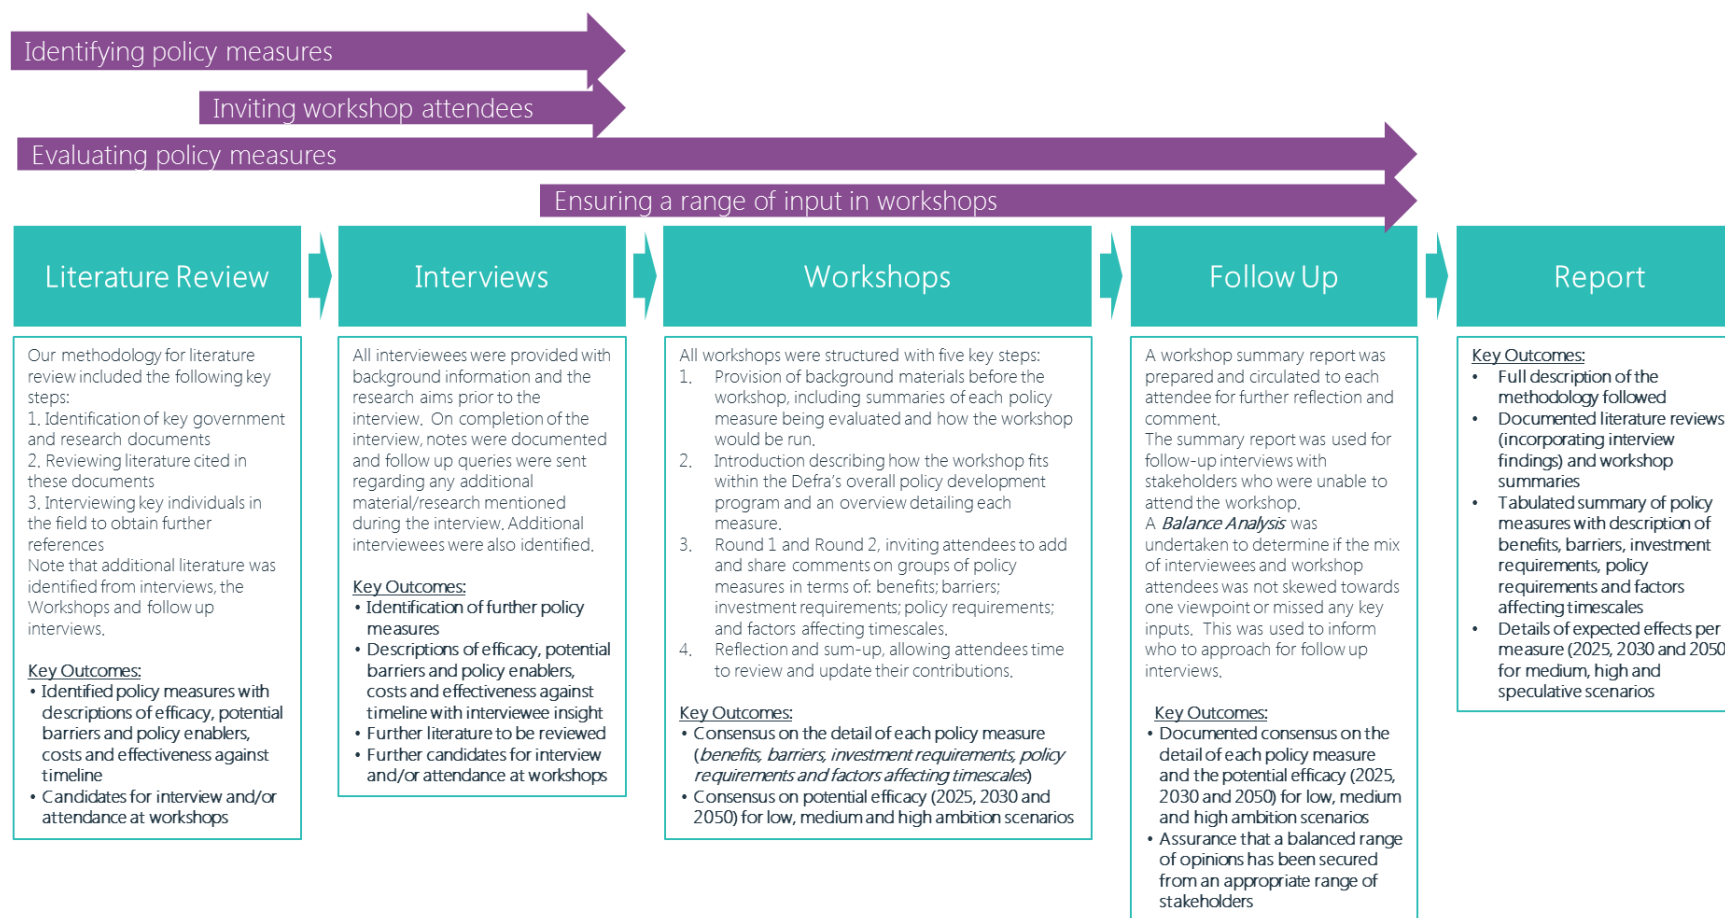 Identifying policy measures
Inviting workshop attendees
Evaluating policy measures
Ensuring a range of input in workshops
Literature Review
Interviews
Workshops
Follow Up
Report
Our methodology for literature
review included the following key
steps:
1. Identification of key government
and research documents
2. Reviewing literature cited in
these documents
3. Interviewing key individuals in
the field to obtain further
references
Note that additional literature was
identified from interviews, the
Workshops and follow up
interviews.
Key Outcomes:
• Identified policy measures with
descriptions of efficacy, potential
barriers and policy enablers,
costs and effectiveness against
timeline
• Candidates for interview and/or
attendance at workshops
All interviewees were provided with
background information and the
research aims prior to the
interview. On completion of the
interview, notes were documented
and follow up queries were sent
regarding any additional
material/research mentioned
during the interview. Additional
interviewees were also identified.
Key Outcomes:
• Identification of further policy
measures
• Descriptions of efficacy, potential
barriers and policy enablers,
costs and effectiveness against
timeline with interviewee insight
• Further literature to be reviewed
• Further candidates for interview
and/or attendance at workshops
All workshops were structured with five key steps:
1. Provision of background materials before the
workshop, including summaries of each policy
measure being evaluated and how the workshop
would be run.
2. Introduction describing how the workshop fits
within the Defra's overall policy development
program and an overview detailing each
measure.
3. Round 1 and Round 2, inviting attendees to add
and share comments on groups of policy
measures in terms of: benefits; barriers;
investment requirements; policy requirements;
and factors affecting timescales.
4. Reflection and sum-up, allowing attendees time
to review and update their contributions.
Key Outcomes:
• Consensus on the detail of each policy measure
(benefits, barriers, investment requirements, policy
requirements and factors affecting timescales)
• Consensus on potential efficacy (2025, 2030 and
2050) for low, medium and high ambition scenarios
A workshop summary report was
prepared and circulated to each
attendee for further reflection and
comment.
The summary report was used for
follow-up interviews with
stakeholders who were unable to
attend the workshop.
A Balance Analysis was
undertaken to determine if the mix
of interviewees and workshop
attendees was not skewed towards
one viewpoint or missed any key
inputs. This was used to inform
who to approach for follow up
interviews.
Key Outcomes:
• Documented consensus on the
detail of each policy measure
and the potential efficacy (2025,
2030 and 2050) for low, medium
and high ambition scenarios
• Assurance that a balanced range
of opinions has been secured
from an appropriate range of
stakeholders
Key Outcomes:
• Full description of the
methodology followed
• Documented literature reviews
(incorporating interview
findings) and workshop
summaries
• Tabulated summary of policy
measures with description of
benefits, barriers, investment
requirements, policy
requirements and factors
affecting timescales
• Details of expected effects per
measure (2025, 2030 and 2050
for medium, high and
speculative scenarios